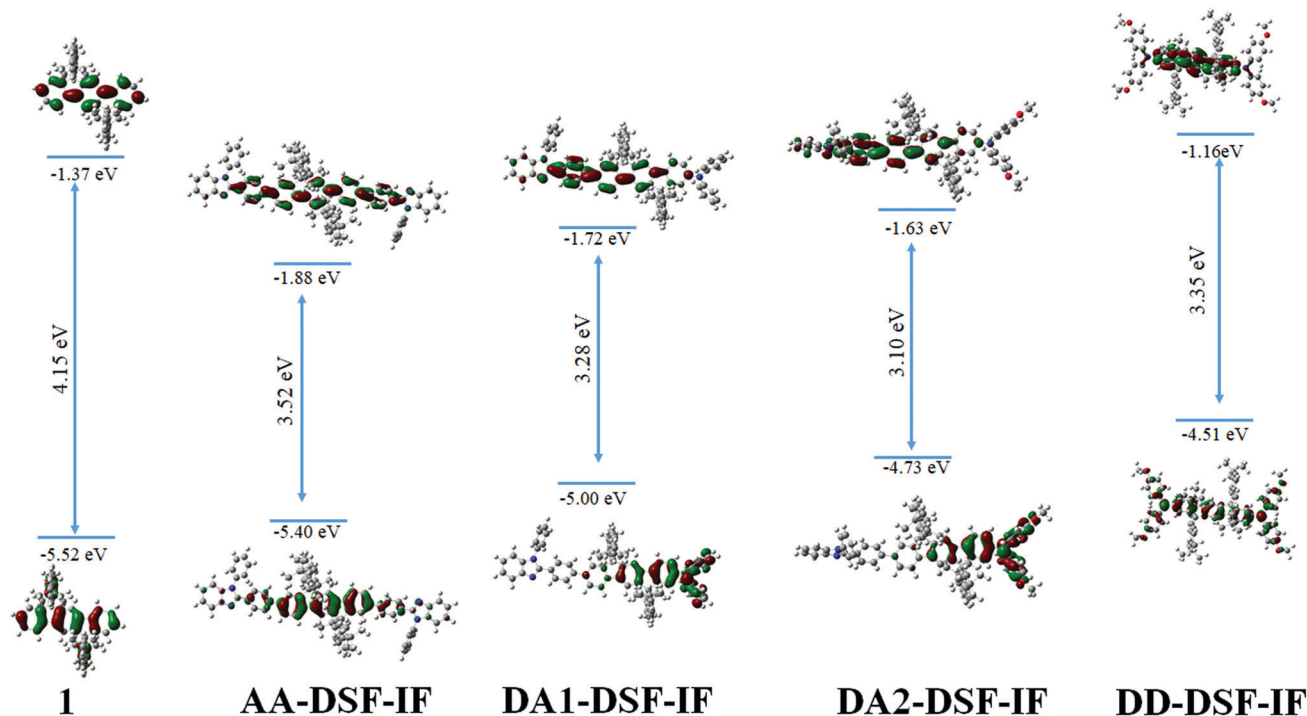 -1.37 eV
4.15 eV
-5.52 eV
1
-1.88 eV
3.52 eV
-5.40 eV
AA-DSF-IF
-1.72 eV
3.28 eV
-5.00 eV
DA1-DSF-IF
-1.63 eV
3.10 eV
-4.73 eV
DA2-DSF-IF
-1.16eV
3.35 eV
-4.51 eV
DD-DSF-IF